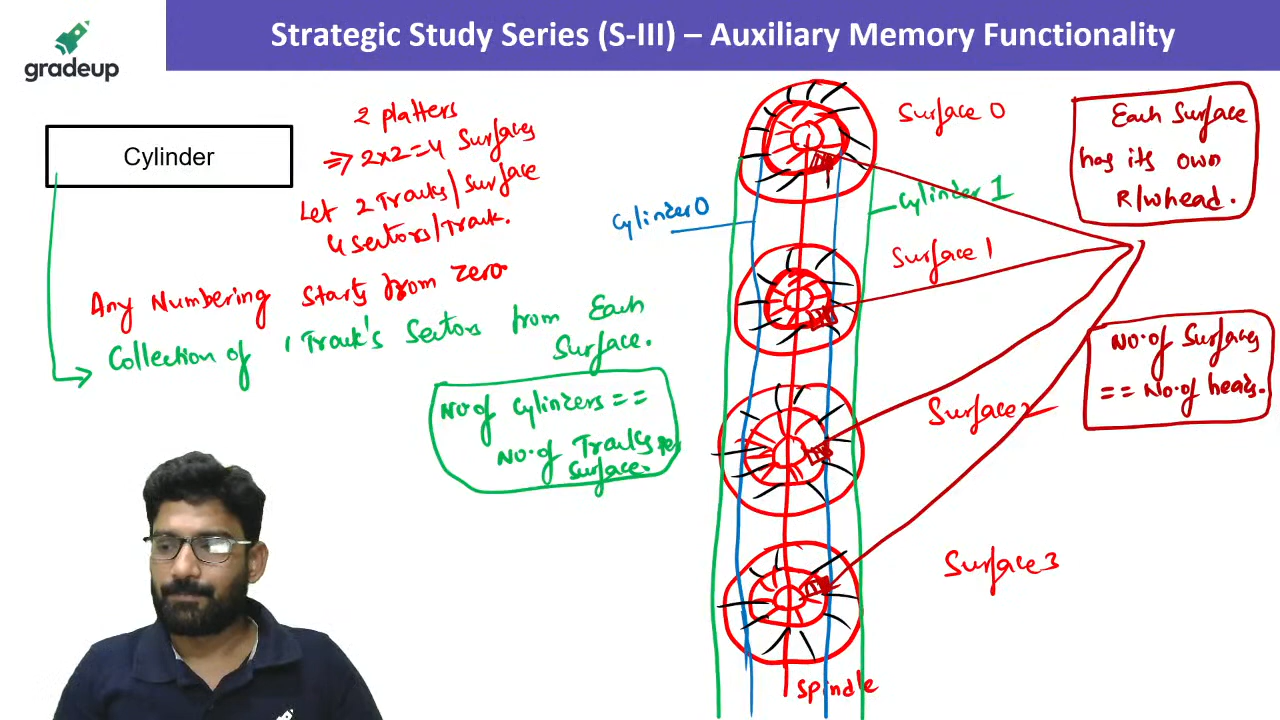 Strategic Study Series (S-III) – Auxiliary Memory Functionality
gradeup
Cylinder
2 platters
=> 2x2=4 Surfaces
Let 2 Tracks/Surface
4 Sectors/Track.
Any Numbering Starts from zero
Collection of 1 Track's Sectors from Each
Surface.
No. of Cylinders ==
No. of Tracks per
Surface.
Surface 0
Cylinder 0
Cylinder 1
Surface 1
Surface 2
Surface 3
Spindle
Each Surface
has its own
R/w head.
No. of Surfaces
== No. of heads.